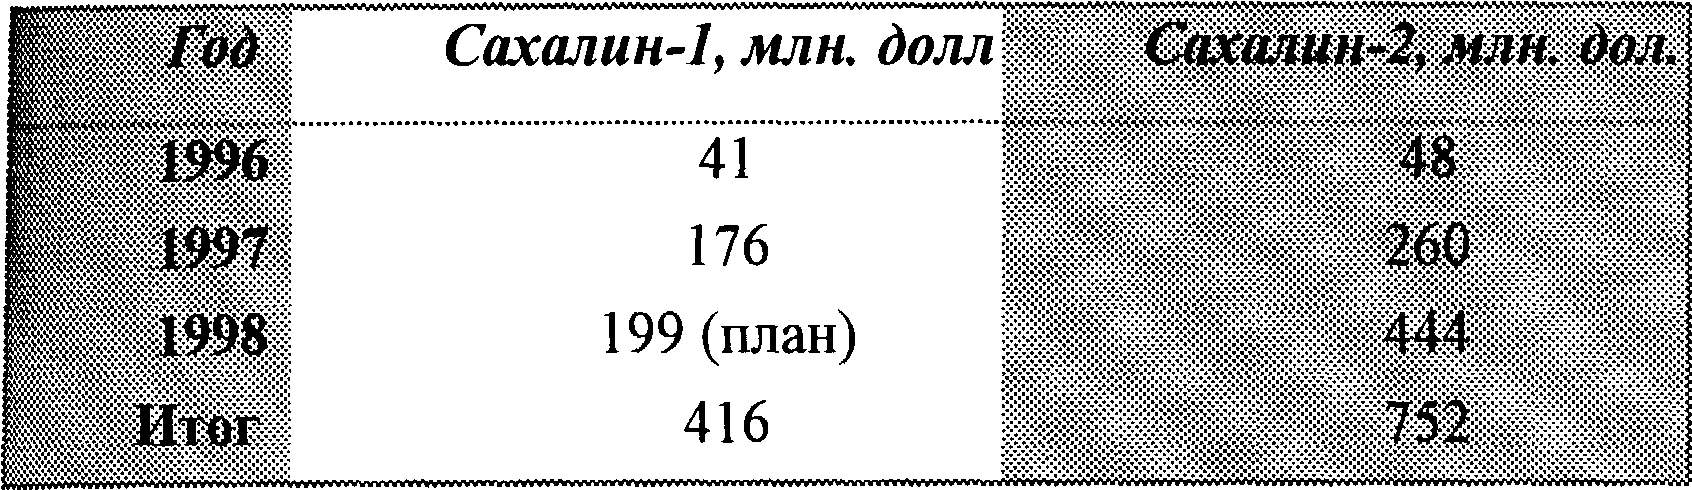 Год Сахалин-1, млн. долл Сахалин-2, млн. дол.
1996 41 48
1997 176 260
1998 199 (план) 444
Итог 416 752